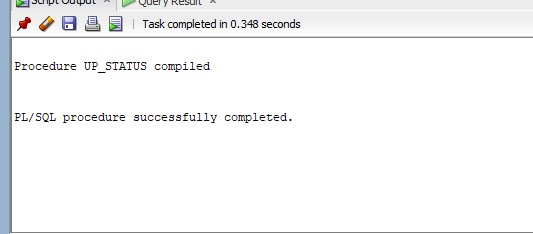 Script Output × Query Result ×
Task completed in 0.348 seconds
Procedure UP_STATUS compiled
PL/SQL procedure successfully completed.